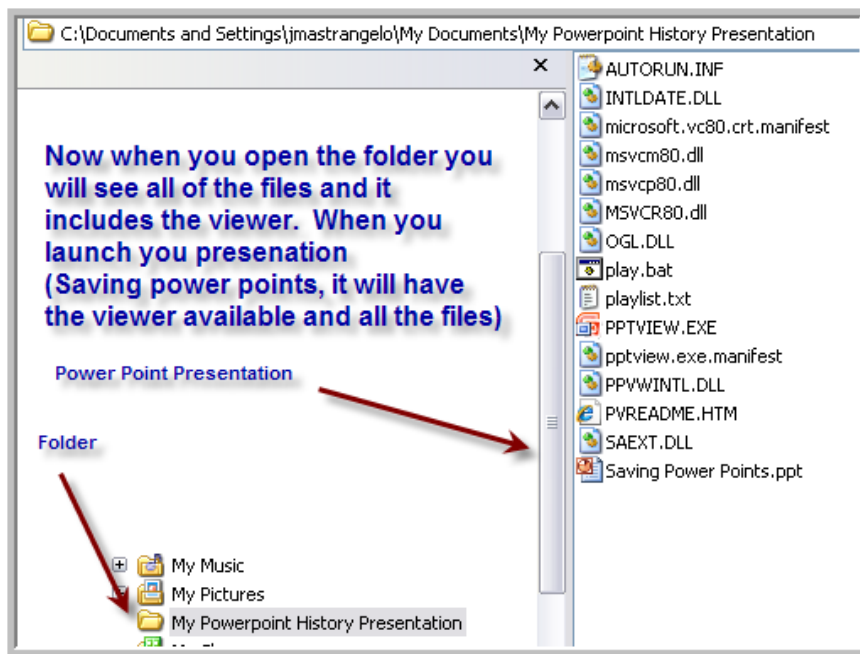 C:\Documents and Settings\jmastrangelo\My Documents\My Powerpoint History Presentation
Now when you open the folder you
will see all of the files and it
includes the viewer. When you
launch you presenation
(Saving power points, it will have
the viewer available and all the files)
Power Point Presentation
Folder
My Music
My Pictures
My Powerpoint History Presentation
AUTORUN.INF
INTLDATE.DLL
microsoft.vc80.crt.manifest
msvcm80.dll
msvcp80.dll
MSVCR80.dll
OGL.DLL
play.bat
playlist.txt
PPTVIEW.EXE
pptview.exe.manifest
PPVWINTL.DLL
PVREADME.HTM
SAEXT.DLL
Saving Power Points.ppt